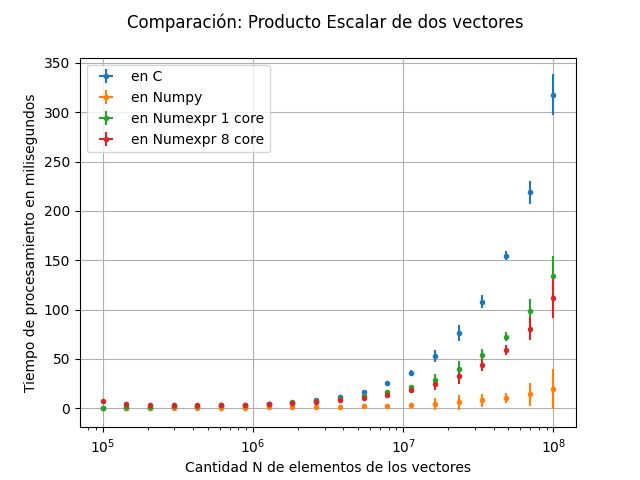 Comparación: Producto Escalar de dos vectores
Tiempo de procesamiento en milisegundos
350
300
250
200
150
100
50
0
en C
en Numpy
en Numexpr 1 core
en Numexpr 8 core
10⁵
10⁶
10⁷
10⁸
Cantidad N de elementos de los vectores